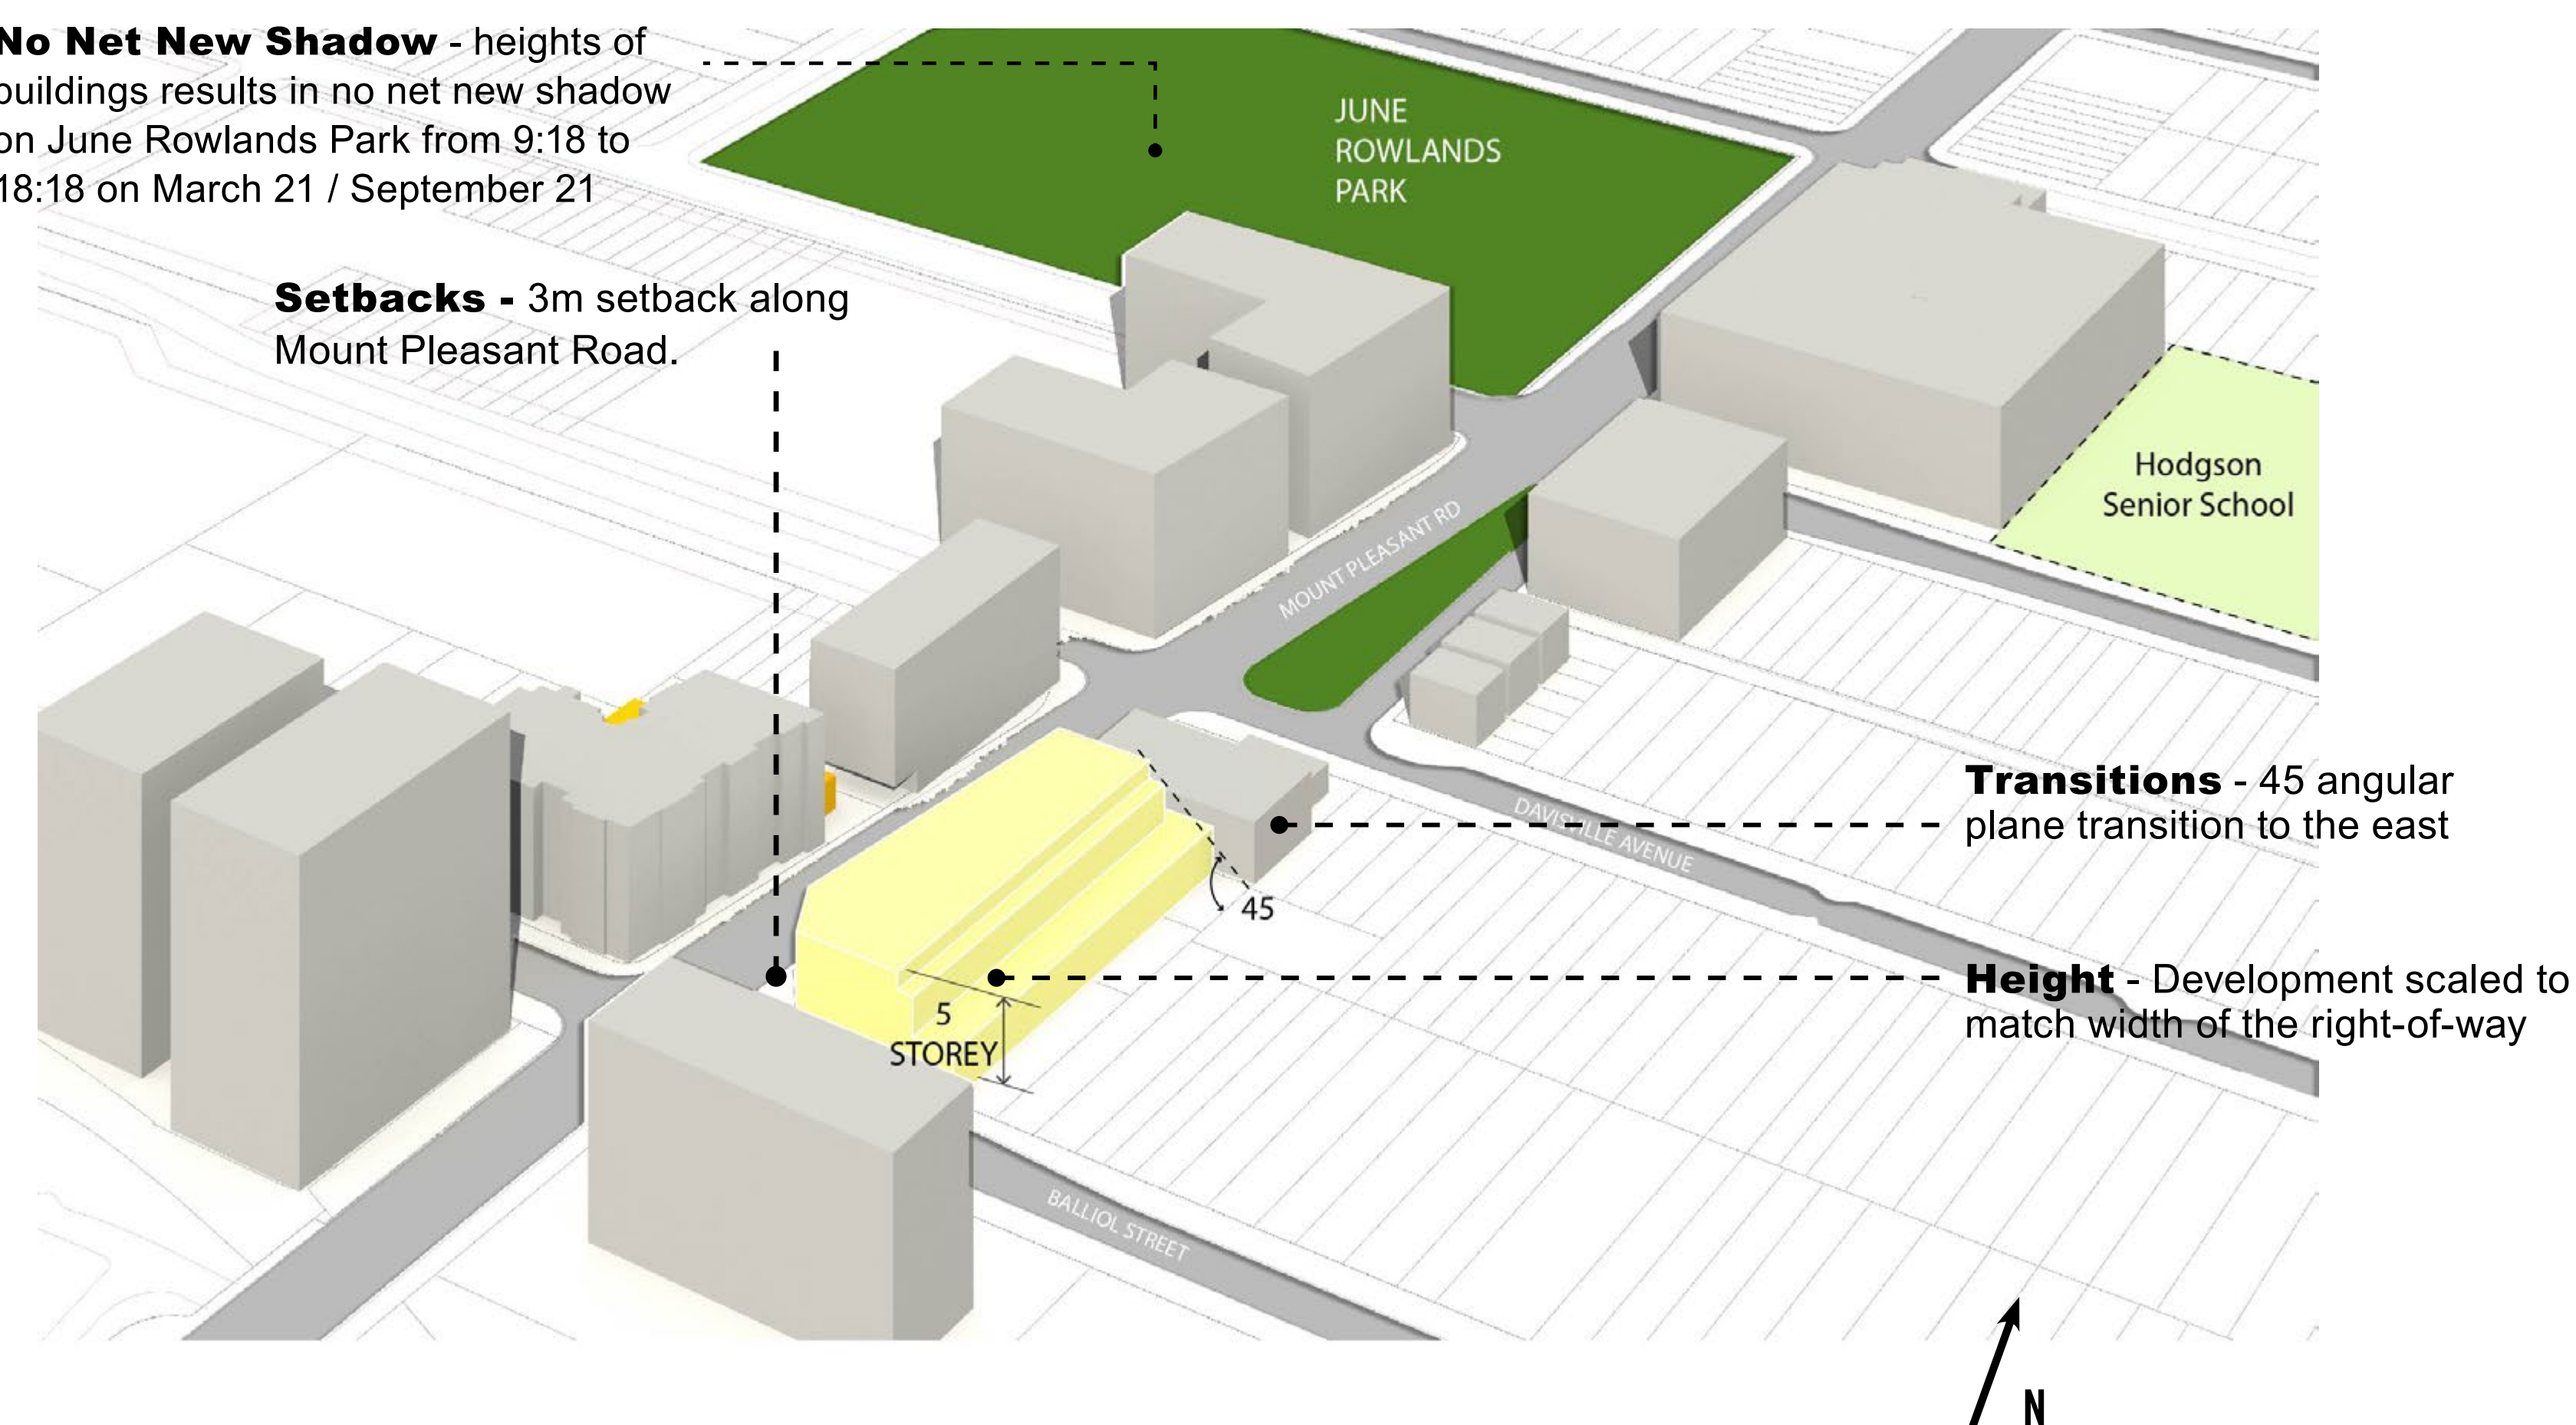 No Net New Shadow - heights of
buildings results in no net new shadow
on June Rowlands Park from 9:18 to
18:18 on March 21 / September 21
JUNE
ROWLANDS
PARK
Setbacks - 3m setback along
Mount Pleasant Road.
Hodgson
Senior School
MOUNT PLEASANT RD
Transitions - 45 angular
plane transition to the east
DAVISVILLE AVENUE
45
Height - Development scaled to
match width of the right-of-way
5
STOREY
BALLIOL STREET
N